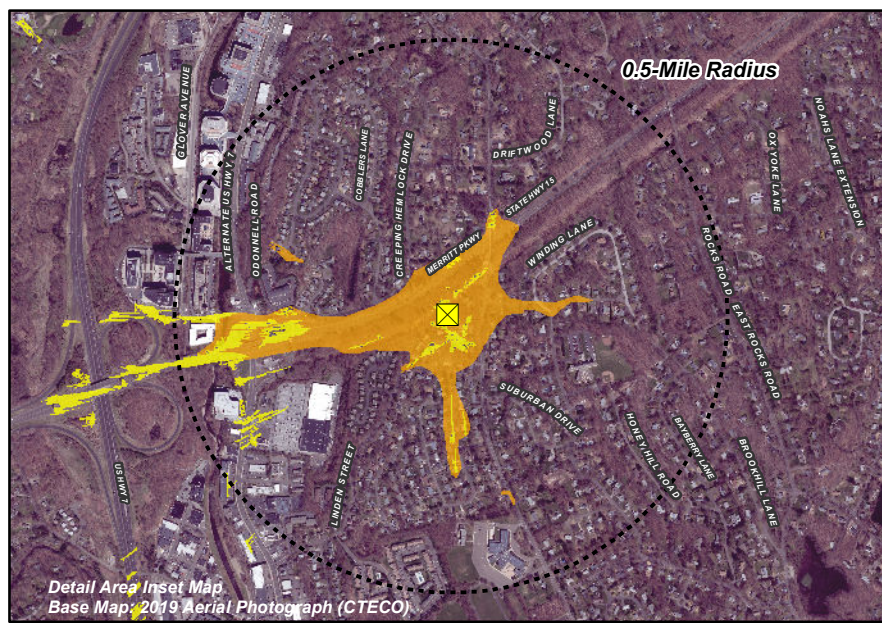 0.5-Mile Radius
GLOVER AVENUE
ALTERNATE US HWY 7
ODONNELL ROAD
COBBLERS LANE
CREEPING HEMLOCK DRIVE
DRIFTWOOD LANE
MERRITT PKWY
STATE HWY 15
WINDING LANE
OX YOKE LANE
NOAHS LANE EXTENSION
ROCKS ROAD
EAST ROCKS ROAD
SUBURBAN DRIVE
HONEY HILL ROAD
BAYBERRY LANE
BROOKHILL LANE
LINDEN STREET
US HWY 7
Detail Area Inset Map
Base Map: 2019 Aerial Photograph (CTECO)